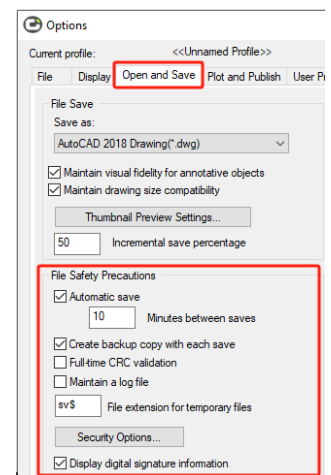 Options
Current profile: <<Unnamed Profile>>
File Display Open and Save Plot and Publish User Pr
File Save
Save as:
AutoCAD 2018 Drawing(*.dwg)
Maintain visual fidelity for annotative objects
Maintain drawing size compatibility
Thumbnail Preview Settings...
50 Incremental save percentage
File Safety Precautions
Automatic save
10 Minutes between saves
Create backup copy with each save
Full-time CRC validation
Maintain a log file
sv$ File extension for temporary files
Security Options...
Display digital signature information